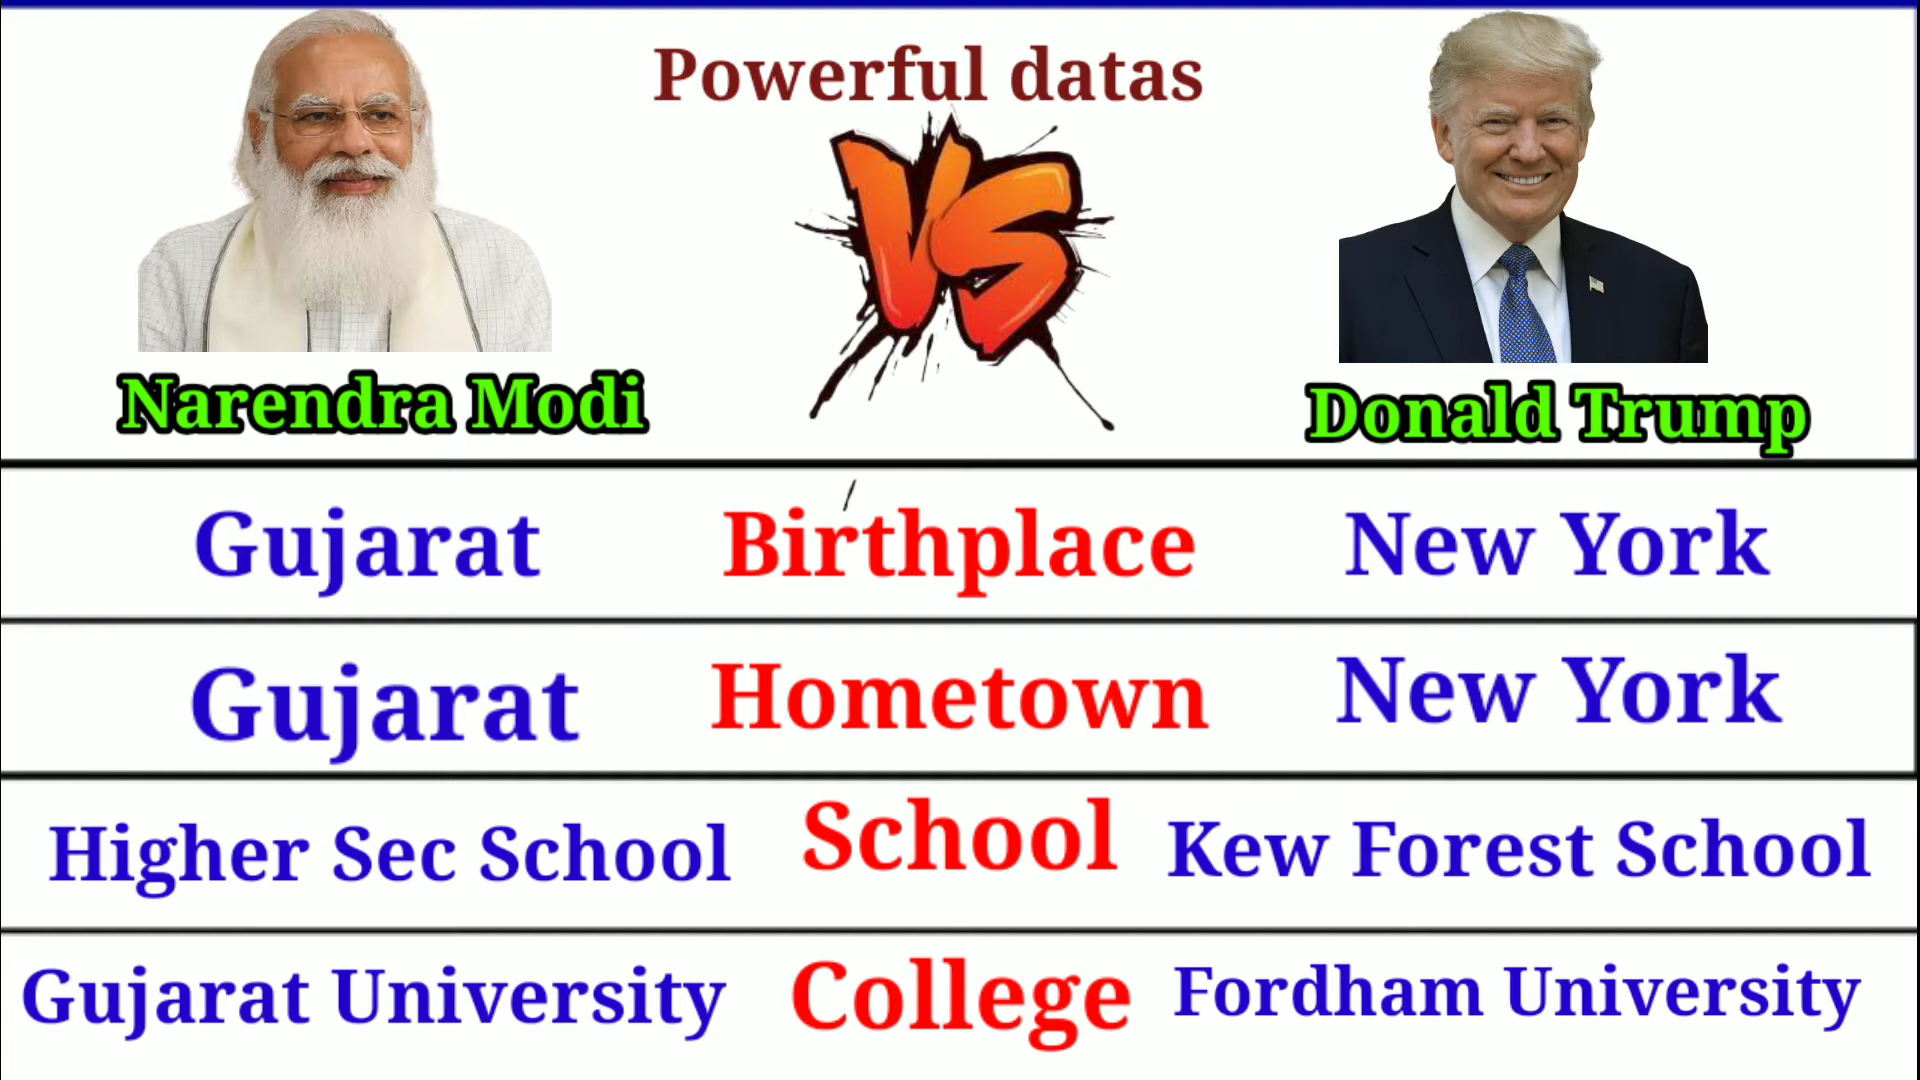 Powerful datas
VS
Narendra Modi
Donald Trump
Gujarat Birthplace New York
Gujarat Hometown New York
Higher Sec School School Kew Forest School
Gujarat University College Fordham University